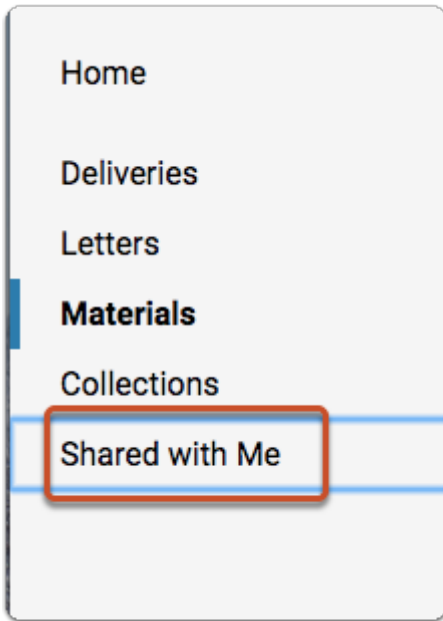 Home
Deliveries
Letters
Materials
Collections
Shared with Me